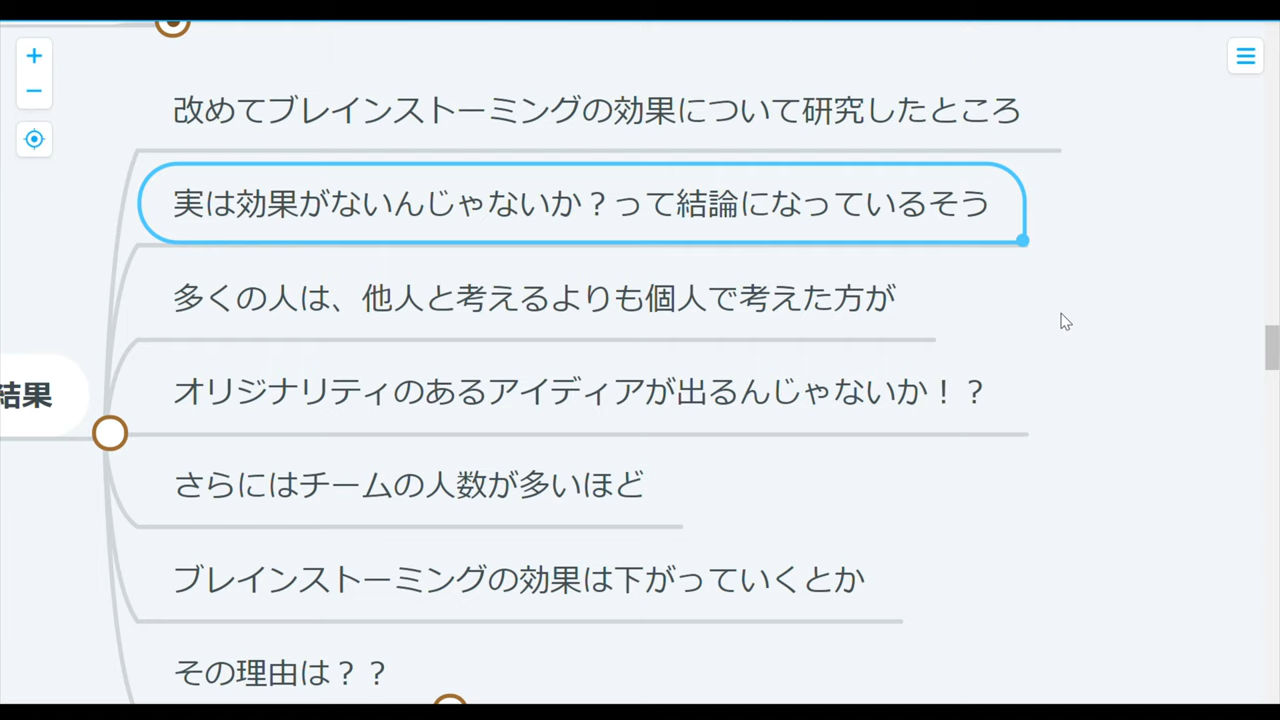 改めてブレインストーミングの効果について研究したところ
実は効果がないんじゃないか？って結論になっているそう
多くの人は、他人と考えるよりも個人で考えた方が
結果
オリジナリティのあるアイディアが出るんじゃないか！？
さらにはチームの人数が多いほど
ブレインストーミングの効果は下がっていくとか
その理由は？？